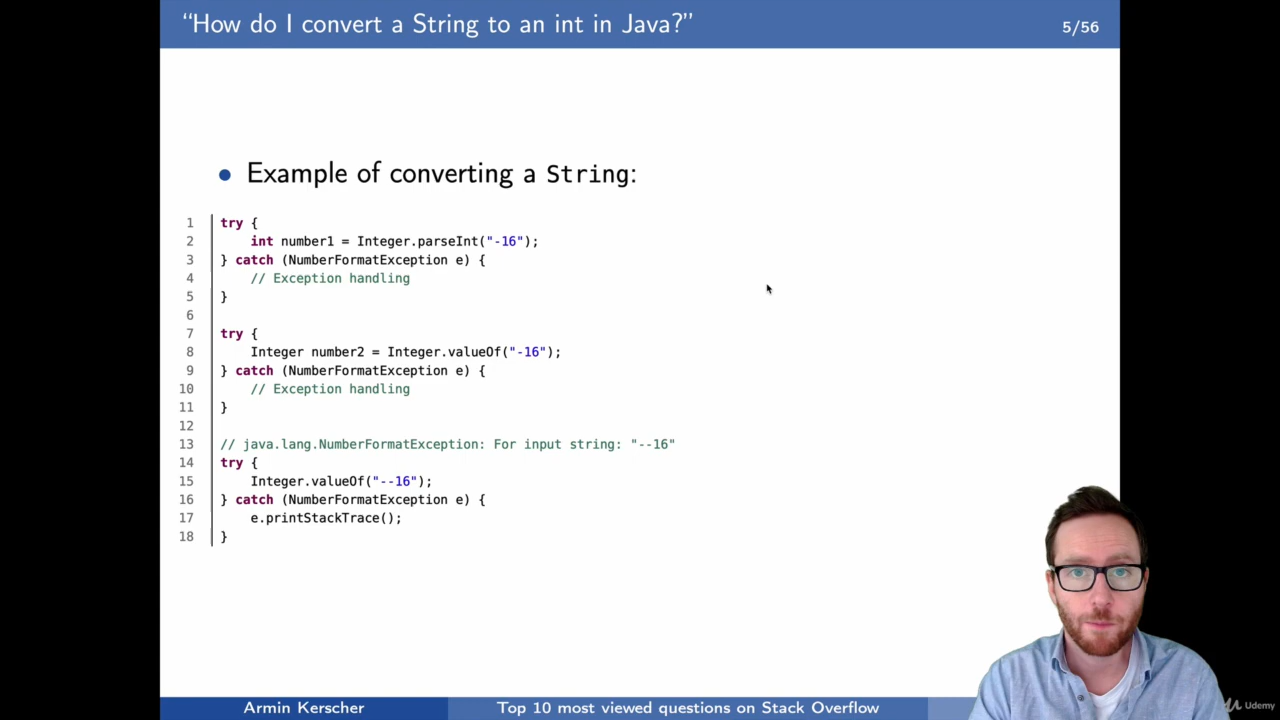 “How do I convert a String to an int in Java?”
5/56
• Example of converting a String:
1 try {
2     int number1 = Integer.parseInt("-16");
3 } catch (NumberFormatException e) {
4     // Exception handling
5 }
6
7 try {
8     Integer number2 = Integer.valueOf("-16");
9 } catch (NumberFormatException e) {
10     // Exception handling
11 }
12
13 // java.lang.NumberFormatException: For input string: "--16"
14 try {
15     Integer.valueOf("--16");
16 } catch (NumberFormatException e) {
17     e.printStackTrace();
18 }
Armin Kerscher
Top 10 most viewed questions on Stack Overflow
Udemy